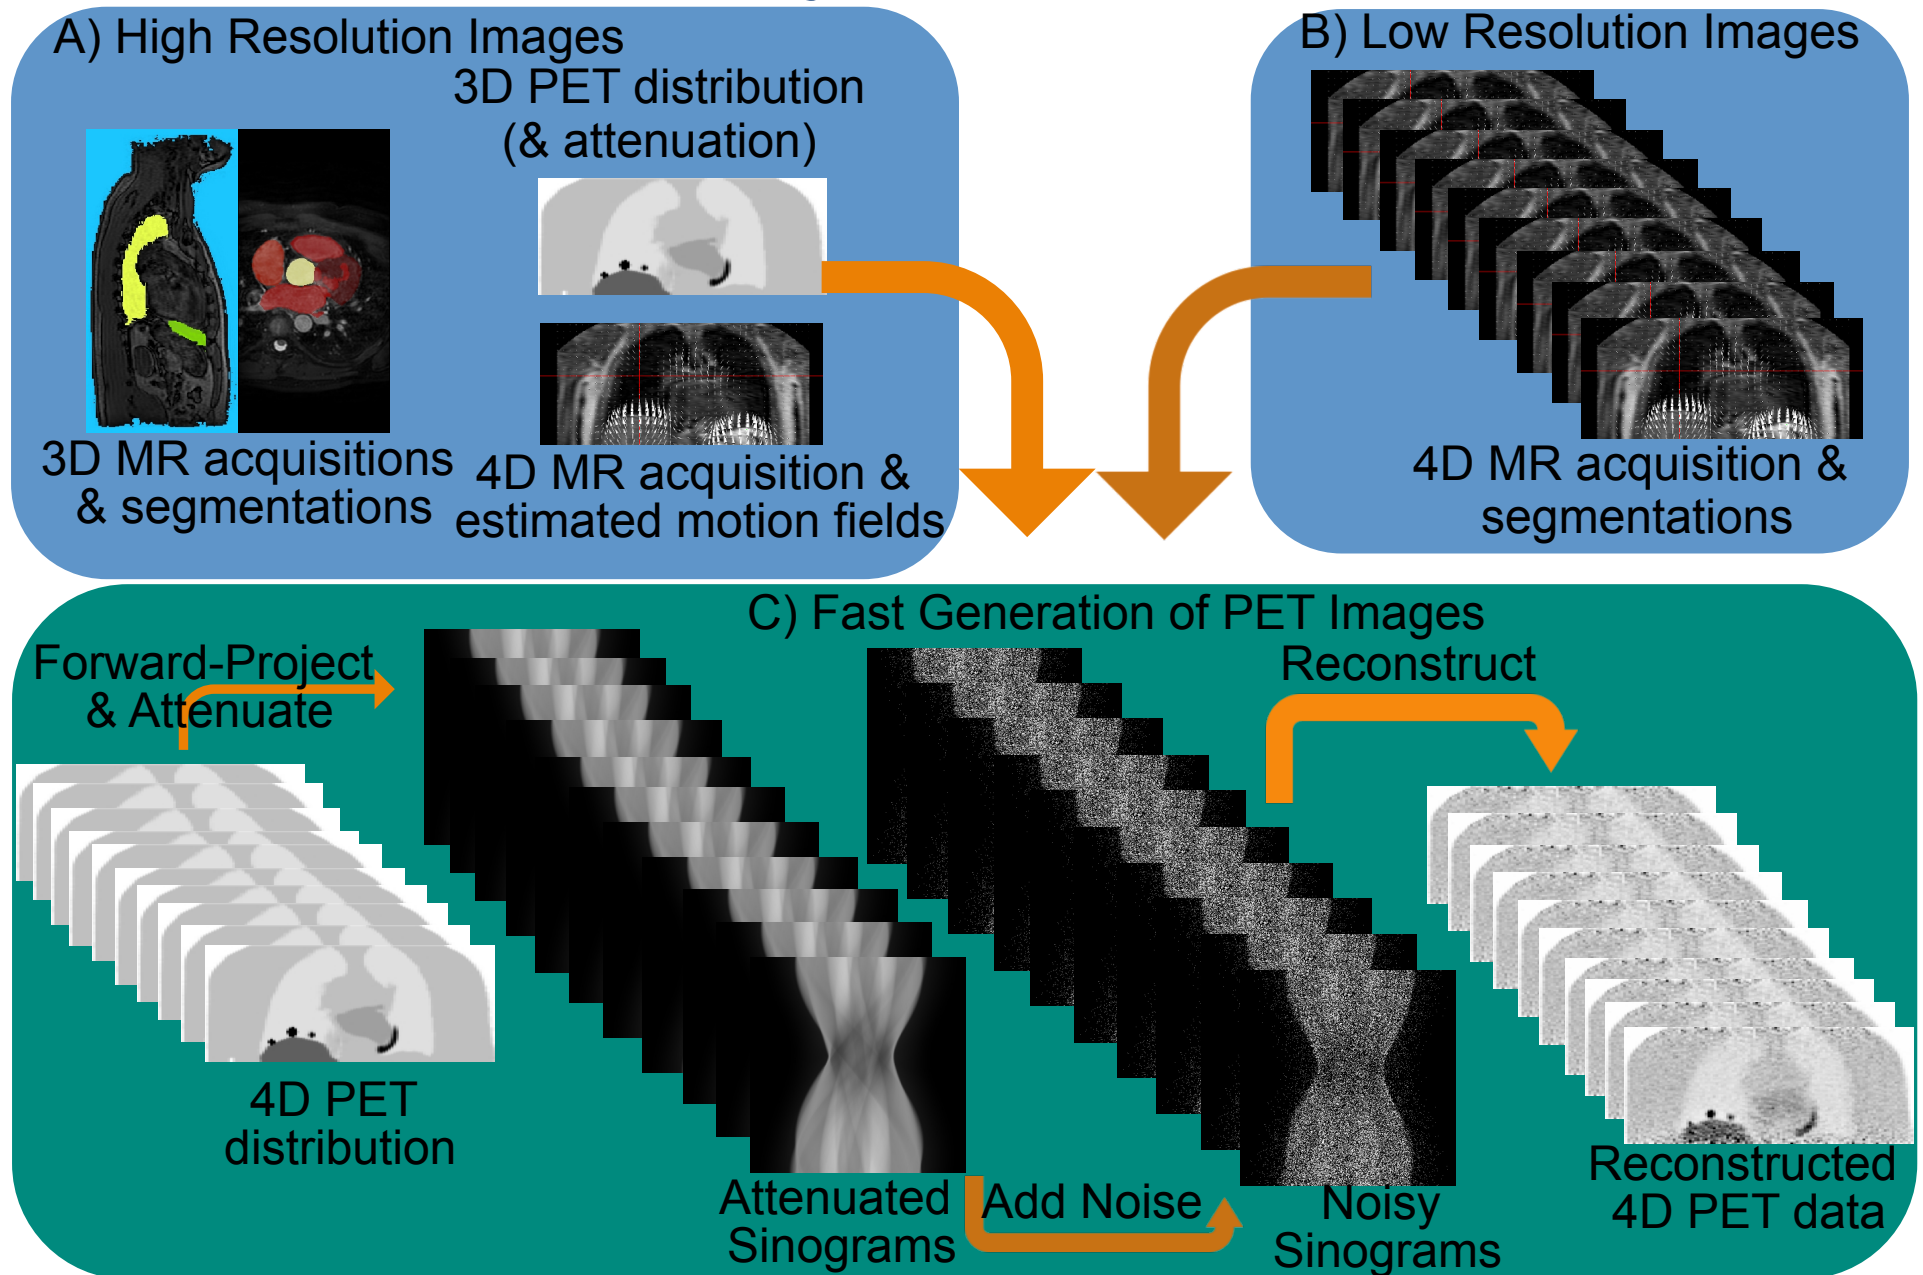 A) High Resolution Images
3D PET distribution
(& attenuation)
3D MR acquisitions
& segmentations
4D MR acquisition &
estimated motion fields
B) Low Resolution Images
4D MR acquisition &
segmentations
C) Fast Generation of PET Images
Forward-Project
& Attenuate
Reconstruct
4D PET
distribution
Attenuated
Sinograms
Add Noise
Noisy
Sinograms
Reconstructed
4D PET data